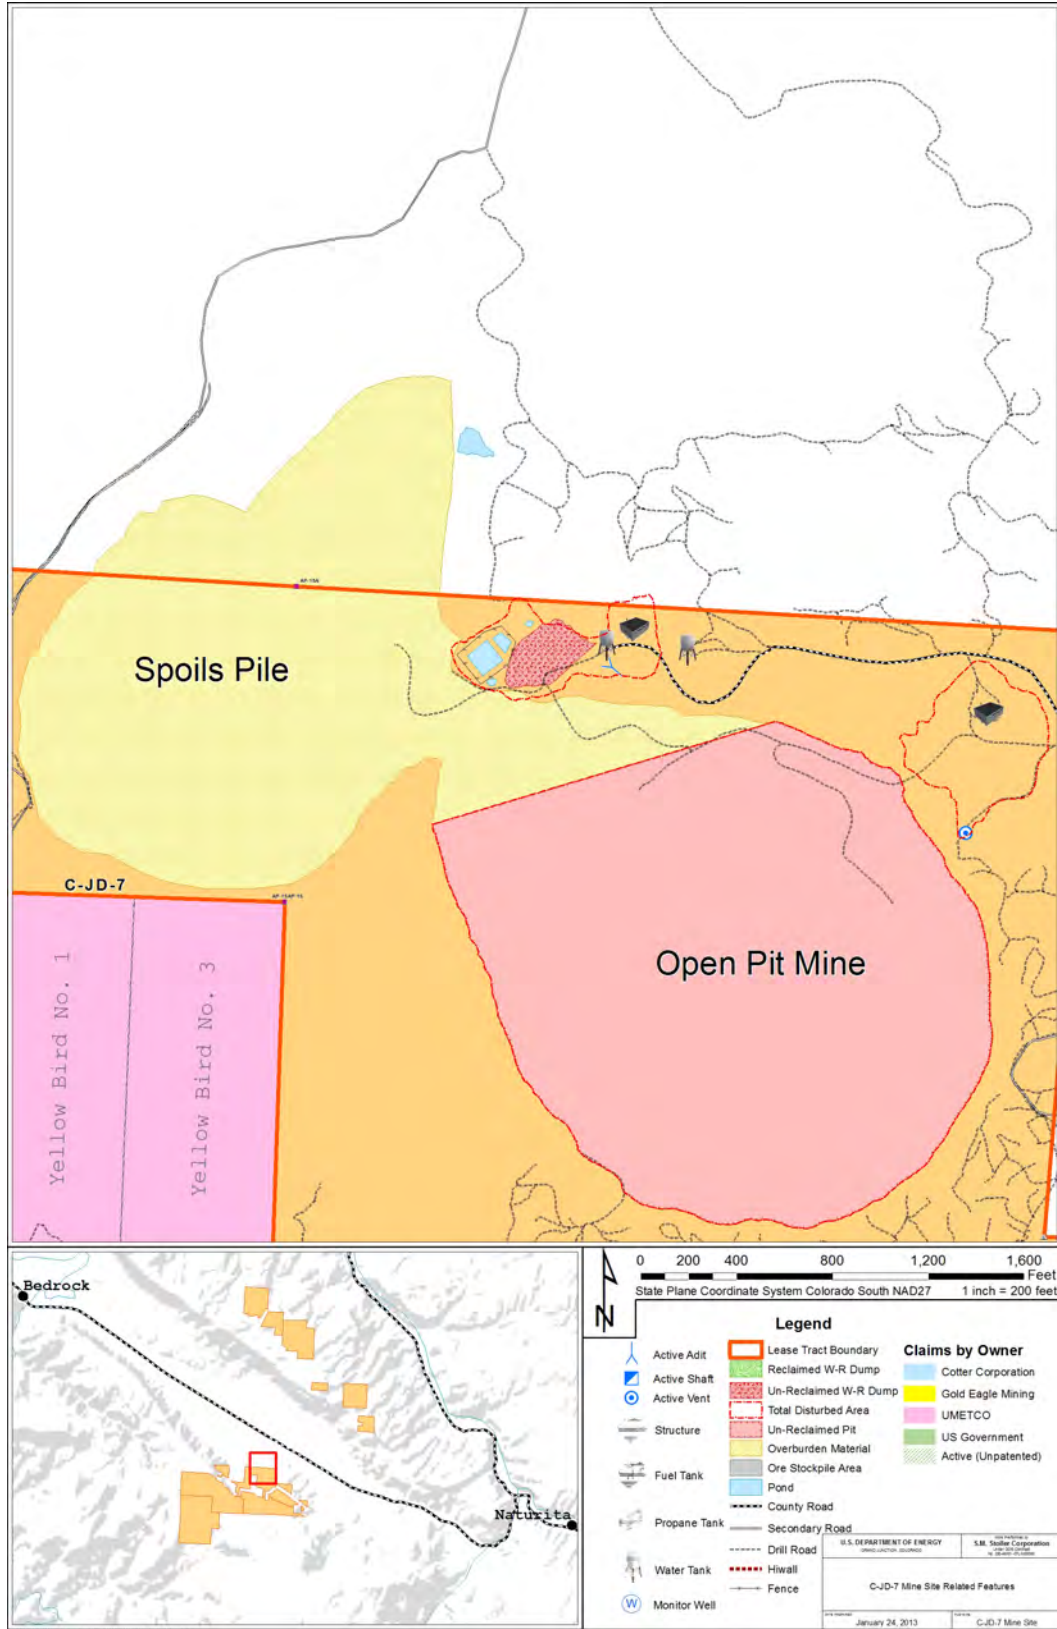 AP-15A
Spoils Pile
C-JD-7
Open Pit Mine
Yellow Bird No. 1
Yellow Bird No. 3
Bedrock
Naturita
0 200 400 800 1,200 1,600
Feet
State Plane Coordinate System Colorado South NAD27 1 inch = 200 feet
N
Legend
Active Adit
Active Shaft
Active Vent
Structure
Fuel Tank
Propane Tank
Water Tank
W Monitor Well
Lease Tract Boundary
Reclaimed W-R Dump
Un-Reclaimed W-R Dump
Total Disturbed Area
Un-Reclaimed Pit
Overburden Material
Ore Stockpile Area
Pond
County Road
Secondary Road
Drill Road
Hiwall
Fence
Claims by Owner
Cotter Corporation
Gold Eagle Mining
UMETCO
US Government
Active (Unpatented)
U.S. DEPARTMENT OF ENERGY
GRAND JUNCTION, COLORADO
S.M. Stoller Corporation
C-JD-7 Mine Site Related Features
January 24, 2013
C-JD-7 Mine Site